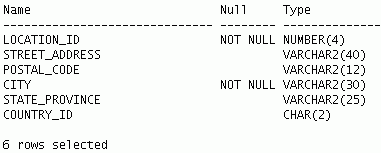 Name                           Null     Type
------------------------------ -------- ------------
LOCATION_ID                    NOT NULL NUMBER(4)
STREET_ADDRESS                          VARCHAR2(40)
POSTAL_CODE                             VARCHAR2(12)
CITY                           NOT NULL VARCHAR2(30)
STATE_PROVINCE                          VARCHAR2(25)
COUNTRY_ID                              CHAR(2)
6 rows selected